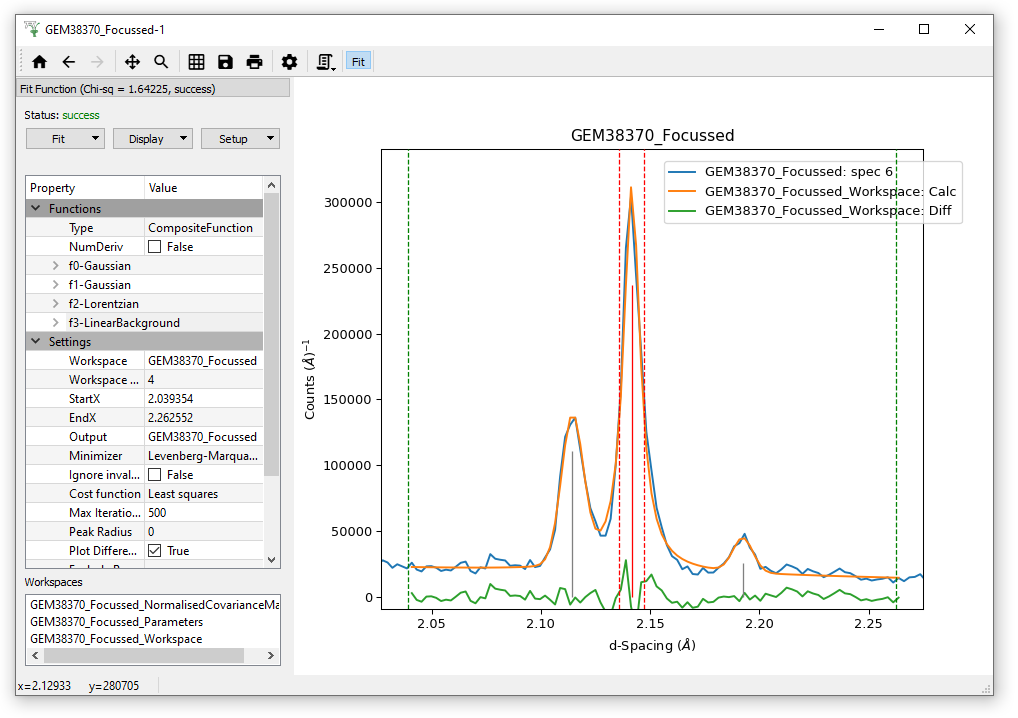 GEM38370_Focussed-1
Fit
Fit Function (Chi-sq = 1.64225, success)
Status: success
Fit Display Setup
Property Value
Functions
Type CompositeFunction
NumDeriv False
f0-Gaussian
f1-Gaussian
f2-Lorentzian
f3-LinearBackground
Settings
Workspace GEM38370_Focussed
Workspace ... 4
StartX 2.039354
EndX 2.262552
Output GEM38370_Focussed
Minimizer Levenberg-Marqua...
Ignore inval... False
Cost function Least squares
Max Iteratio... 500
Peak Radius 0
Plot Differe... True
Workspaces
GEM38370_Focussed_NormalisedCovarianceMa
GEM38370_Focussed_Parameters
GEM38370_Focussed_Workspace
x=2.12933 y=280705
GEM38370_Focussed
GEM38370_Focussed: spec 6
GEM38370_Focussed_Workspace: Calc
GEM38370_Focussed_Workspace: Diff
300000
250000
200000
150000
100000
50000
0
Counts (Å)⁻¹
2.05 2.10 2.15 2.20 2.25
d-Spacing (Å)